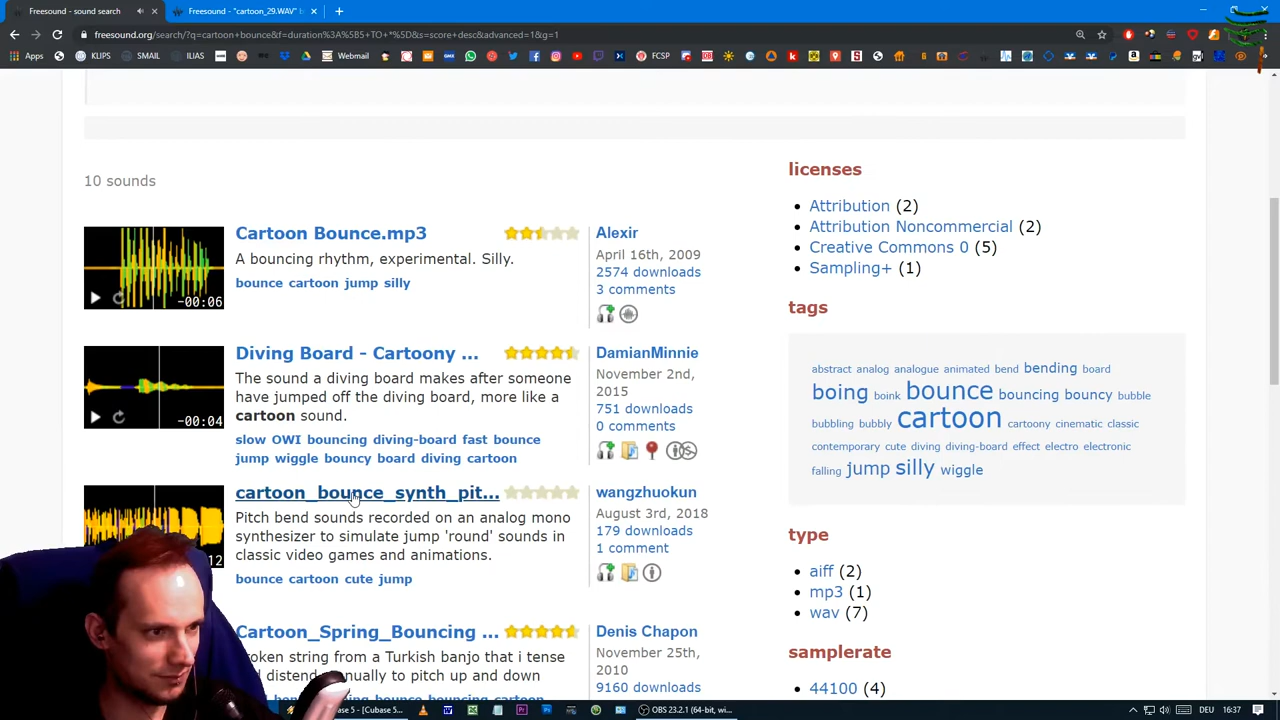 Freesound - sound search
Freesound - "cartoon_29.WAV" b
freesound.org/search/?q=cartoon bounce&f=duration%3A%5B5 TO *%5D&s=score desc&advanced=1&g=1
Apps
KLIPS
SMAIL
ILIAS
Webmail
FCSP
10 sounds
Cartoon Bounce.mp3
Alexir
A bouncing rhythm, experimental. Silly.
April 16th, 2009
2574 downloads
bounce cartoon jump silly
3 comments
-00:06
Diving Board - Cartoony ...
DamianMinnie
The sound a diving board makes after someone
have jumped off the diving board, more like a
cartoon sound.
November 2nd,
2015
751 downloads
0 comments
slow OWI bouncing diving-board fast bounce
jump wiggle bouncy board diving cartoon
-00:04
cartoon_bounce_synth_pit...
wangzhuokun
Pitch bend sounds recorded on an analog mono
synthesizer to simulate jump 'round' sounds in
classic video games and animations.
August 3rd, 2018
179 downloads
1 comment
bounce cartoon cute jump
12
Cartoon_Spring_Bouncing ...
Denis Chapon
roken string from a Turkish banjo that i tense
distend
nually to pitch up and down
November 25th,
2010
9160 downloads
licenses
Attribution (2)
Attribution Noncommercial (2)
Creative Commons 0 (5)
Sampling+ (1)
tags
abstract analog analogue animated bend bending board
boing boink bounce bouncing bouncy bubble
bubbling bubbly cartoon cartoony cinematic classic
contemporary cute diving diving-board effect electro electronic
falling jump silly wiggle
type
aiff (2)
mp3 (1)
wav (7)
samplerate
44100 (4)
ase 5 - [Cubase 5...
OBS 23.2.1 (64-bit, wi...
DEU
16:37